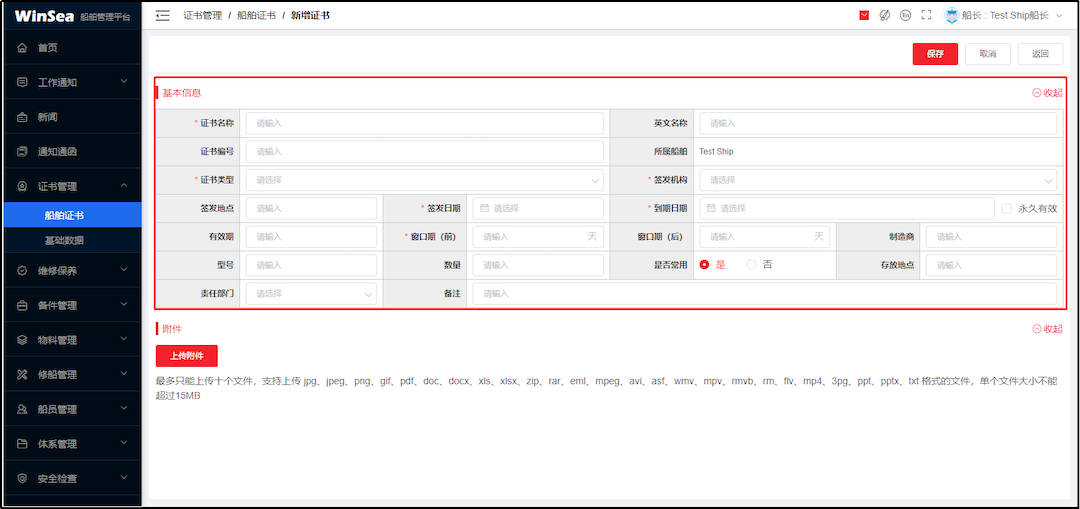 WinSea 船舶管理平台
首页
工作通知
新闻
通知通函
证书管理
船舶证书
基础数据
维修保养
备件管理
物料管理
修船管理
船员管理
体系管理
安全检查
证书管理 / 船舶证书 / 新增证书
En
船长 : Test Ship船长
保存 取消 返回
基本信息 收起
* 证书名称 请输入 英文名称 请输入
证书编号 请输入 所属船舶 Test Ship
* 证书类型 请选择 * 签发机构 请选择
签发地点 请输入 * 签发日期 请选择 * 到期日期 请选择 永久有效
有效期 请输入 * 窗口期（前） 请输入 天 窗口期（后） 请输入 天 制造商 请输入
型号 请输入 数量 请输入 是否常用 是 否 存放地点 请输入
责任部门 请选择 备注 请输入
附件 收起
上传附件
最多只能上传十个文件，支持上传 jpg、jpeg、png、gif、pdf、doc、docx、xls、xlsx、zip、rar、eml、mpeg、avi、asf、wmv、mpv、rmvb、rm、flv、mp4、3pg、ppt、pptx、txt 格式的文件，单个文件大小不能
超过15MB